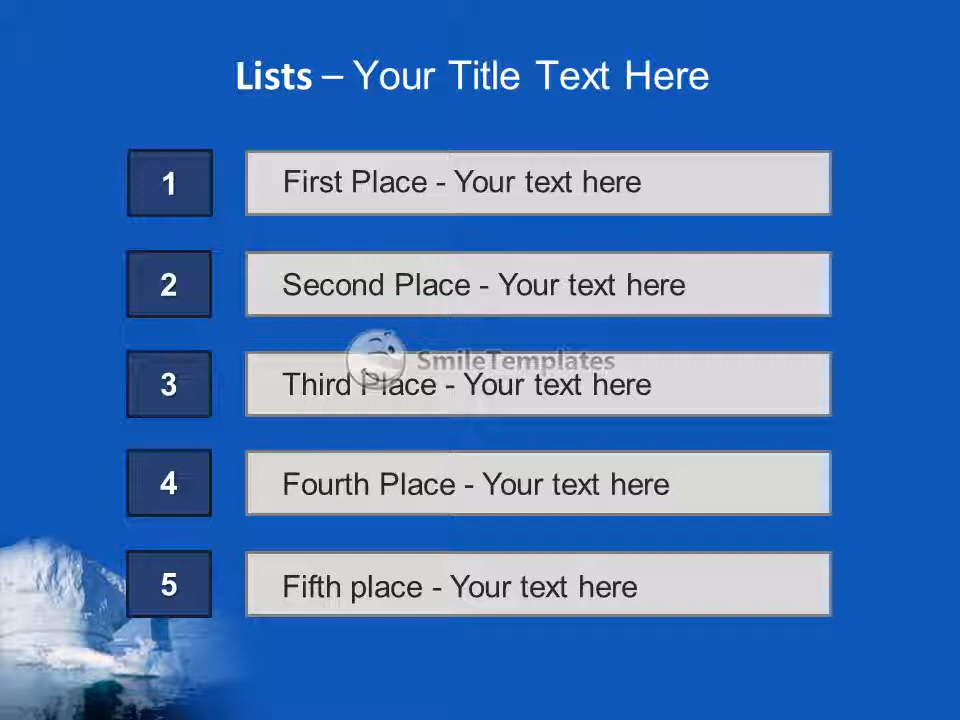 Lists – Your Title Text Here
1 First Place - Your text here
2 Second Place - Your text here
SmileTemplates
3 Third Place - Your text here
4 Fourth Place - Your text here
5 Fifth place - Your text here